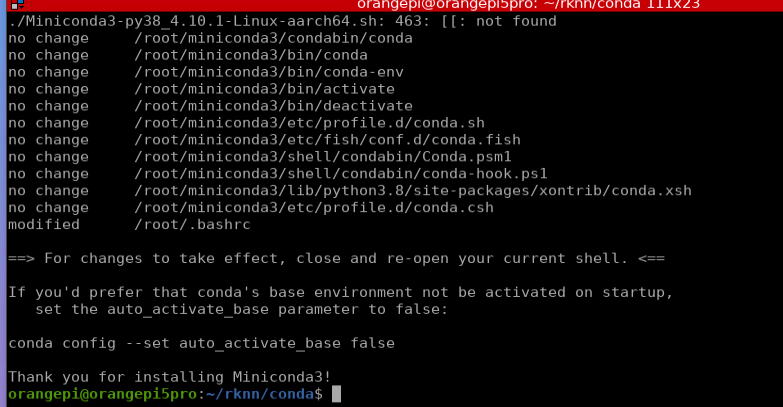 orangepi@orangepi5pro: ~/rknn/conda 111x23
./Miniconda3-py38_4.10.1-Linux-aarch64.sh: 463: [[: not found
no change     /root/miniconda3/condabin/conda
no change     /root/miniconda3/bin/conda
no change     /root/miniconda3/bin/conda-env
no change     /root/miniconda3/bin/activate
no change     /root/miniconda3/bin/deactivate
no change     /root/miniconda3/etc/profile.d/conda.sh
no change     /root/miniconda3/etc/fish/conf.d/conda.fish
no change     /root/miniconda3/shell/condabin/Conda.psm1
no change     /root/miniconda3/shell/condabin/conda-hook.ps1
no change     /root/miniconda3/lib/python3.8/site-packages/xontrib/conda.xsh
no change     /root/miniconda3/etc/profile.d/conda.csh
modified      /root/.bashrc
==> For changes to take effect, close and re-open your current shell. <==
If you'd prefer that conda's base environment not be activated on startup,
   set the auto_activate_base parameter to false:
conda config --set auto_activate_base false
Thank you for installing Miniconda3!
orangepi@orangepi5pro:~/rknn/conda$